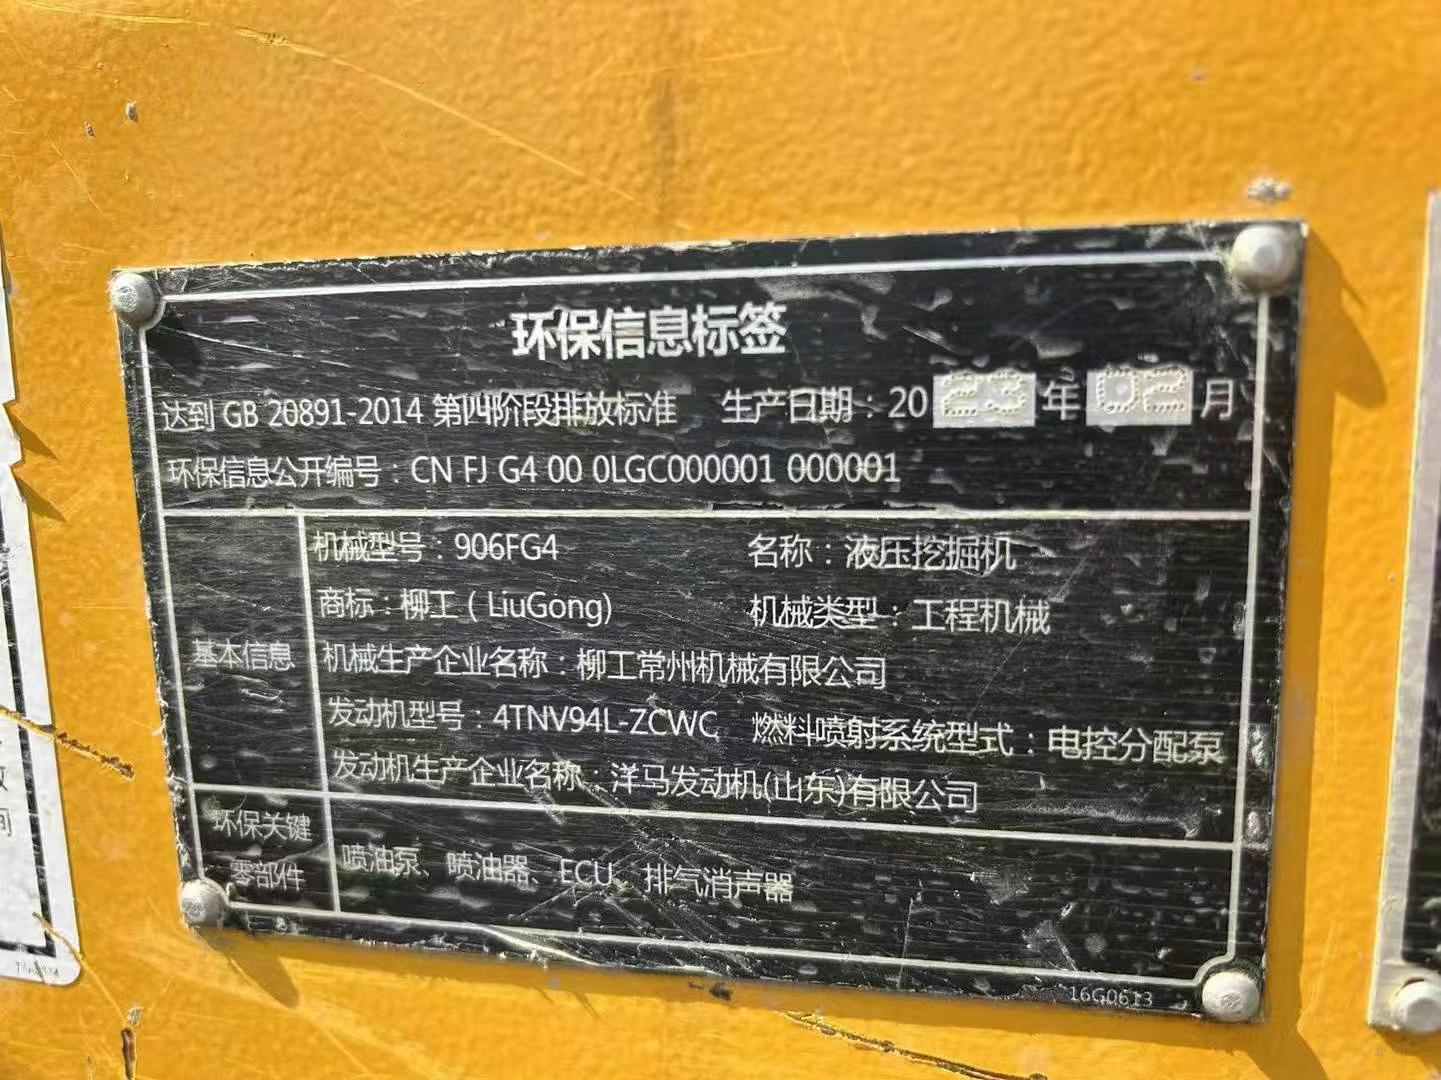 环保信息标签
达到 GB 20891-2014 第四阶段排放标准 生产日期：2023年02月
环保信息公开编号：CN FJ G4 00 0LGC000001 000001
基本信息
机械型号：906FG4 名称：液压挖掘机
商标：柳工（LiuGong) 机械类型：工程机械
机械生产企业名称：柳工常州机械有限公司
发动机型号：4TNV94L-ZCWC 燃料喷射系统型式：电控分配泵
发动机生产企业名称：洋马发动机(山东)有限公司
环保关键
零部件
喷油泵、喷油器、ECU、排气消声器
16G0613